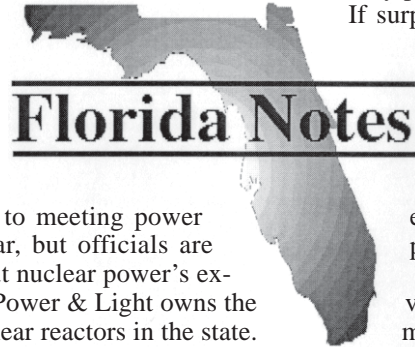 If surp
Florida Notes
to meeting power
ar, but officials are
nuclear power's ex-
Power & Light owns the
ear reactors in the state.
e
p
v
m